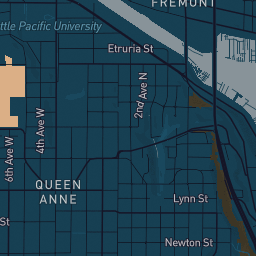 FREMONT
ttle Pacific University
Etruria St
2nd Ave N
4th Ave W
6th Ave W
QUEEN
ANNE
Lynn St
St
Newton St